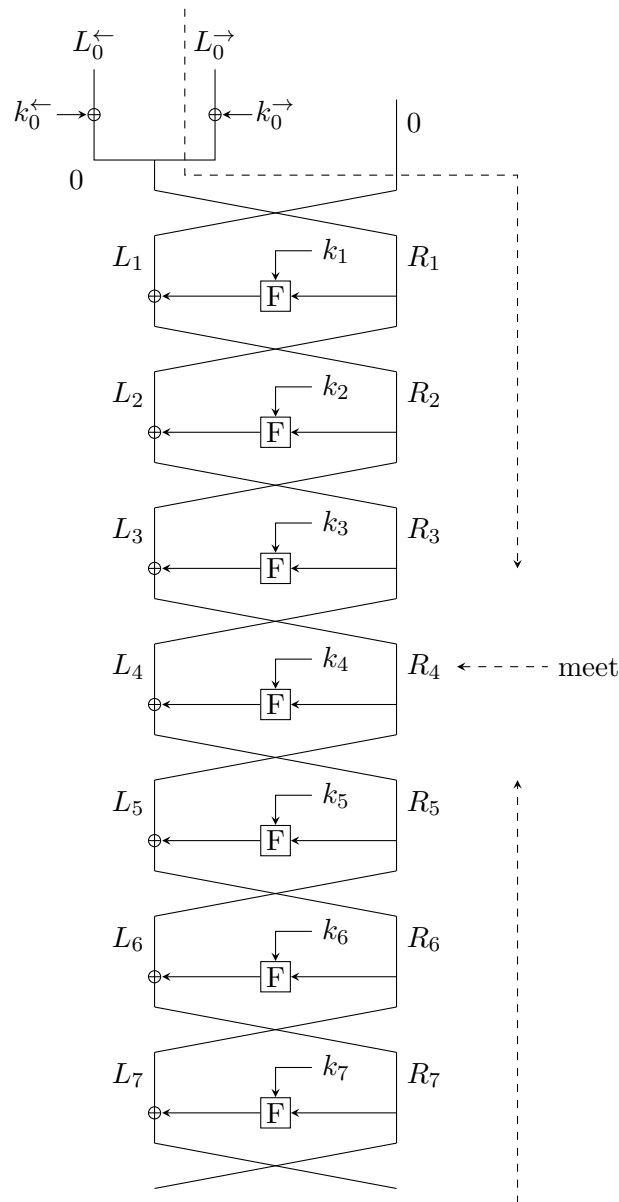 L_0^← L_0^→
k_0^← k_0^→
0
0
L_1 k_1 R_1
F
L_2 k_2 R_2
F
L_3 k_3 R_3
F
L_4 k_4 R_4 meet
F
L_5 k_5 R_5
F
L_6 k_6 R_6
F
L_7 k_7 R_7
F